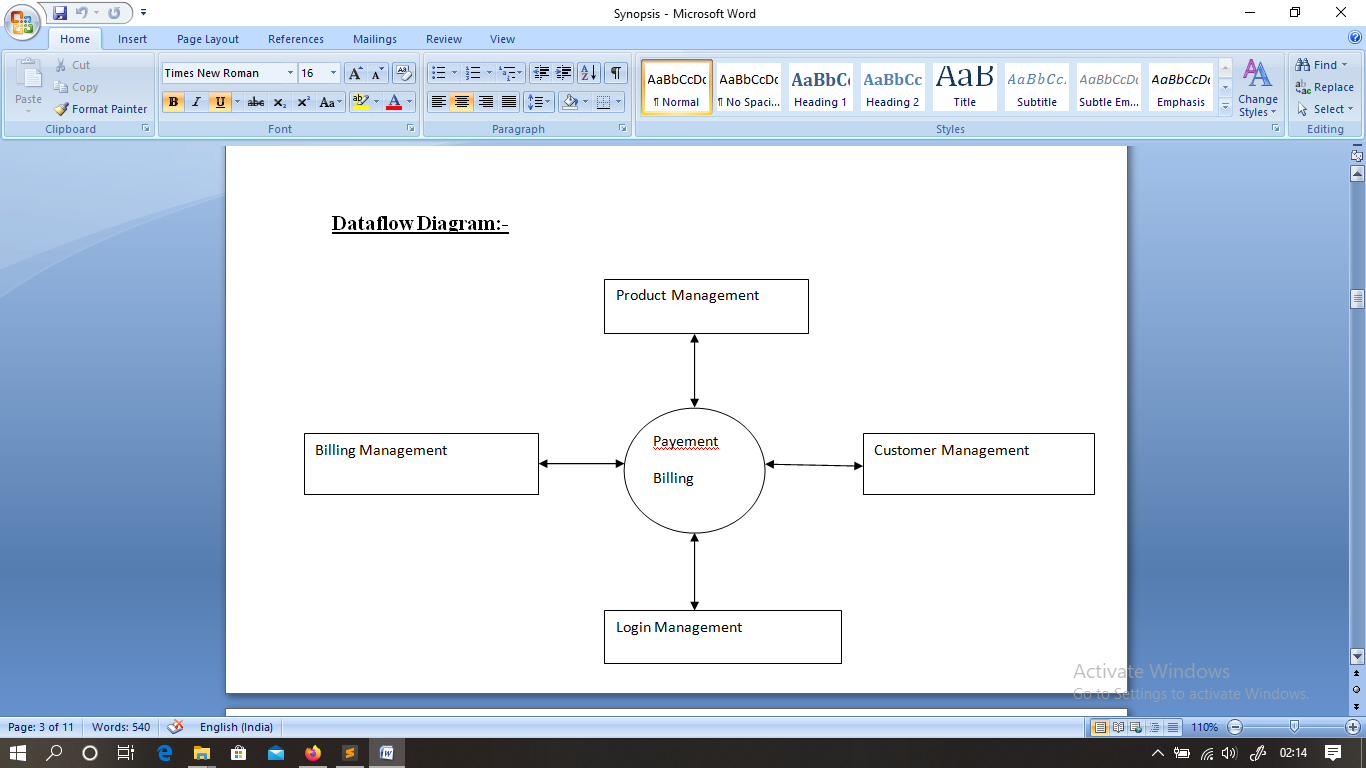 Synopsis - Microsoft Word
Home Insert Page Layout References Mailings Review View
Paste
Cut
Copy
Format Painter
Clipboard
Times New Roman 16
B I U abc x₂ x² Aa
Font
Paragraph
AaBbCcDc AaBbCcDc AaBbC AaBbCc AaB AaBbCc. AaBbCcDc AaBbCcDc
¶ Normal ¶ No Spaci... Heading 1 Heading 2 Title Subtitle Subtle Em... Emphasis
Change Styles
Styles
Find
Replace
Select
Editing
Dataflow Diagram:-
Product Management
Billing Management
Payement
Billing
Customer Management
Login Management
Activate Windows
Go to Settings to activate Windows.
Page: 3 of 11 Words: 540 English (India) 110%
02:14